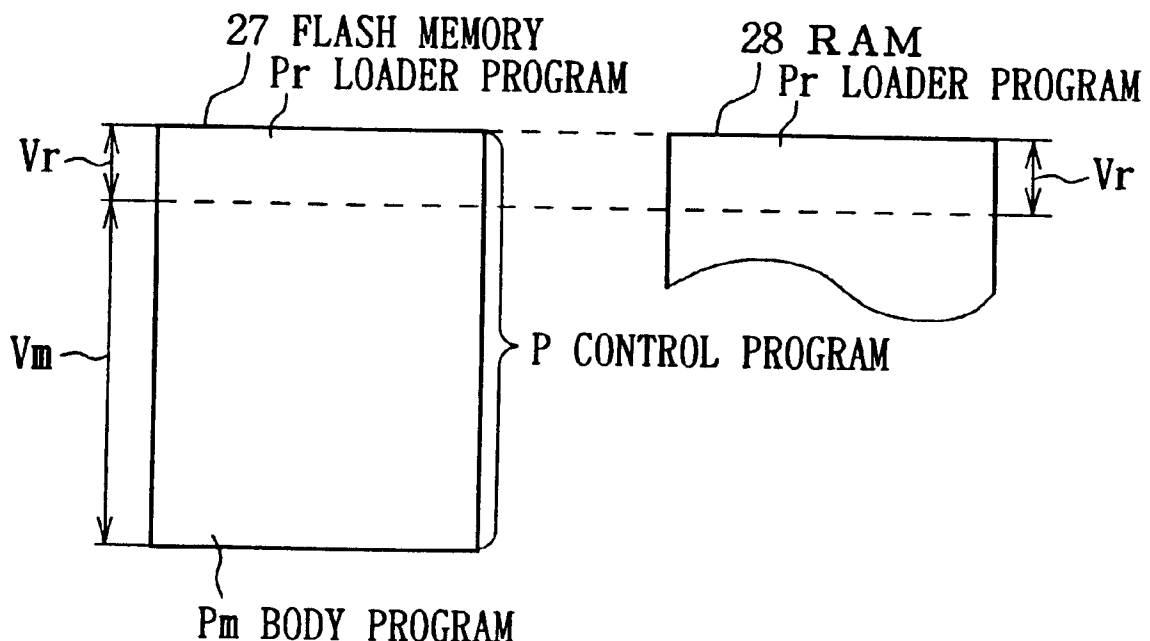 27 FLASH MEMORY
Pr LOADER PROGRAM
28 RAM
Pr LOADER PROGRAM
Vr
Vr
Vm
P CONTROL PROGRAM
Pm BODY PROGRAM